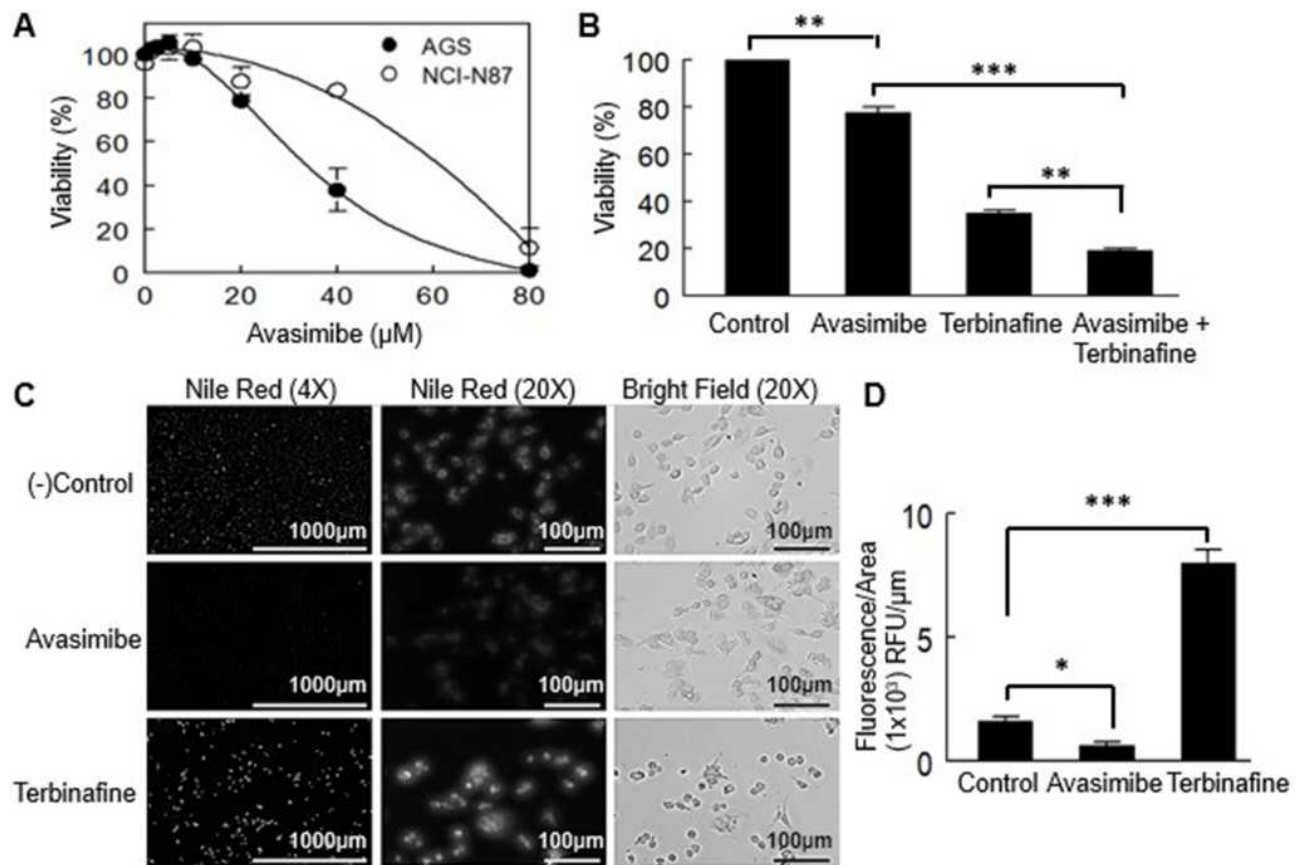 A
Viability (%)
100
80
60
40
20
0
0 20 40 60 80
Avasimibe (µM)
AGS
NCI-N87
B
Viability (%)
100
80
60
40
20
0
**
***
**
Control Avasimibe Terbinafine Avasimibe +
Terbinafine
C
Nile Red (4X) Nile Red (20X) Bright Field (20X)
(-)Control
1000µm 100µm 100µm
Avasimibe
1000µm 100µm 100µm
Terbinafine
1000µm 100µm 100µm
D
Fluorescence/Area
(1x10³) RFU/µm
10
5
0
***
*
Control Avasimibe Terbinafine